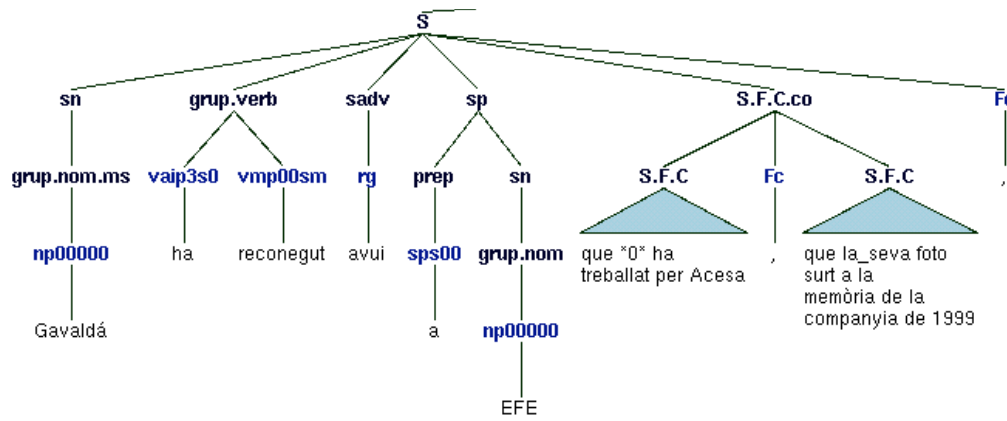 S
sn grup.verb sadv sp S.F.C.co
grup.nom.ms vaip3s0 vmp00sm rg prep sn S.F.C Fc S.F.C ,
np00000 ha reconegut avui sps00 grup.nom que *0* ha , que la_seva foto
treballat per Acesa surt a la
memòria de la
Gavaldá a np00000 companyia de 1999
EFE